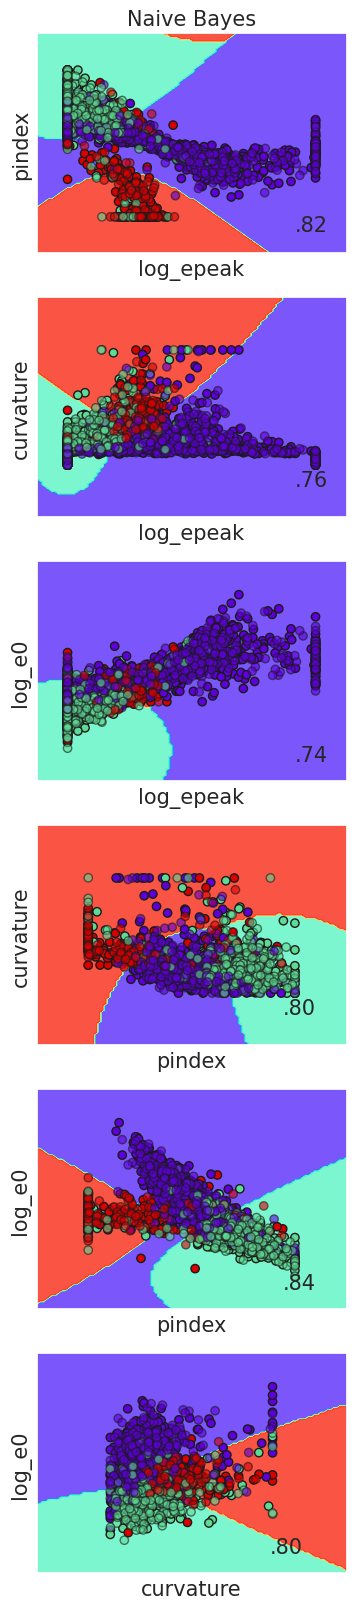 Naive Bayes
pindex
.82
log_epeak
curvature
.76
log_epeak
log_e0
.74
log_epeak
curvature
.80
pindex
log_e0
.84
pindex
log_e0
.80
curvature